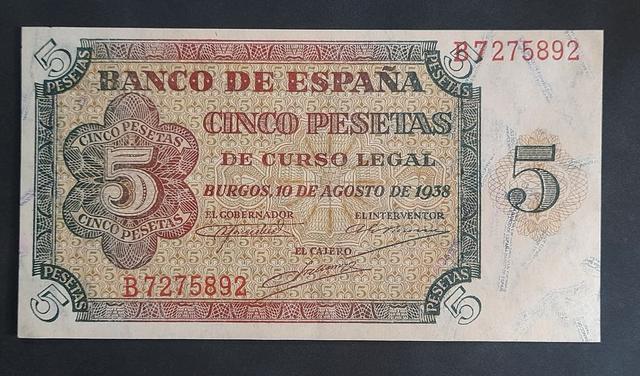 5 PESETAS
5 PESETAS
B7275892
BANCO DE ESPAÑA
CINCO PESETAS
DE CURSO LEGAL
BURGOS, 10 DE AGOSTO DE 1938
CINCO PESETAS
5
CINCO PESETAS
5
EL GOBERNADOR
EL INTERVENTOR
EL CAJERO
B7275892
PESETAS 5
PESETAS 5